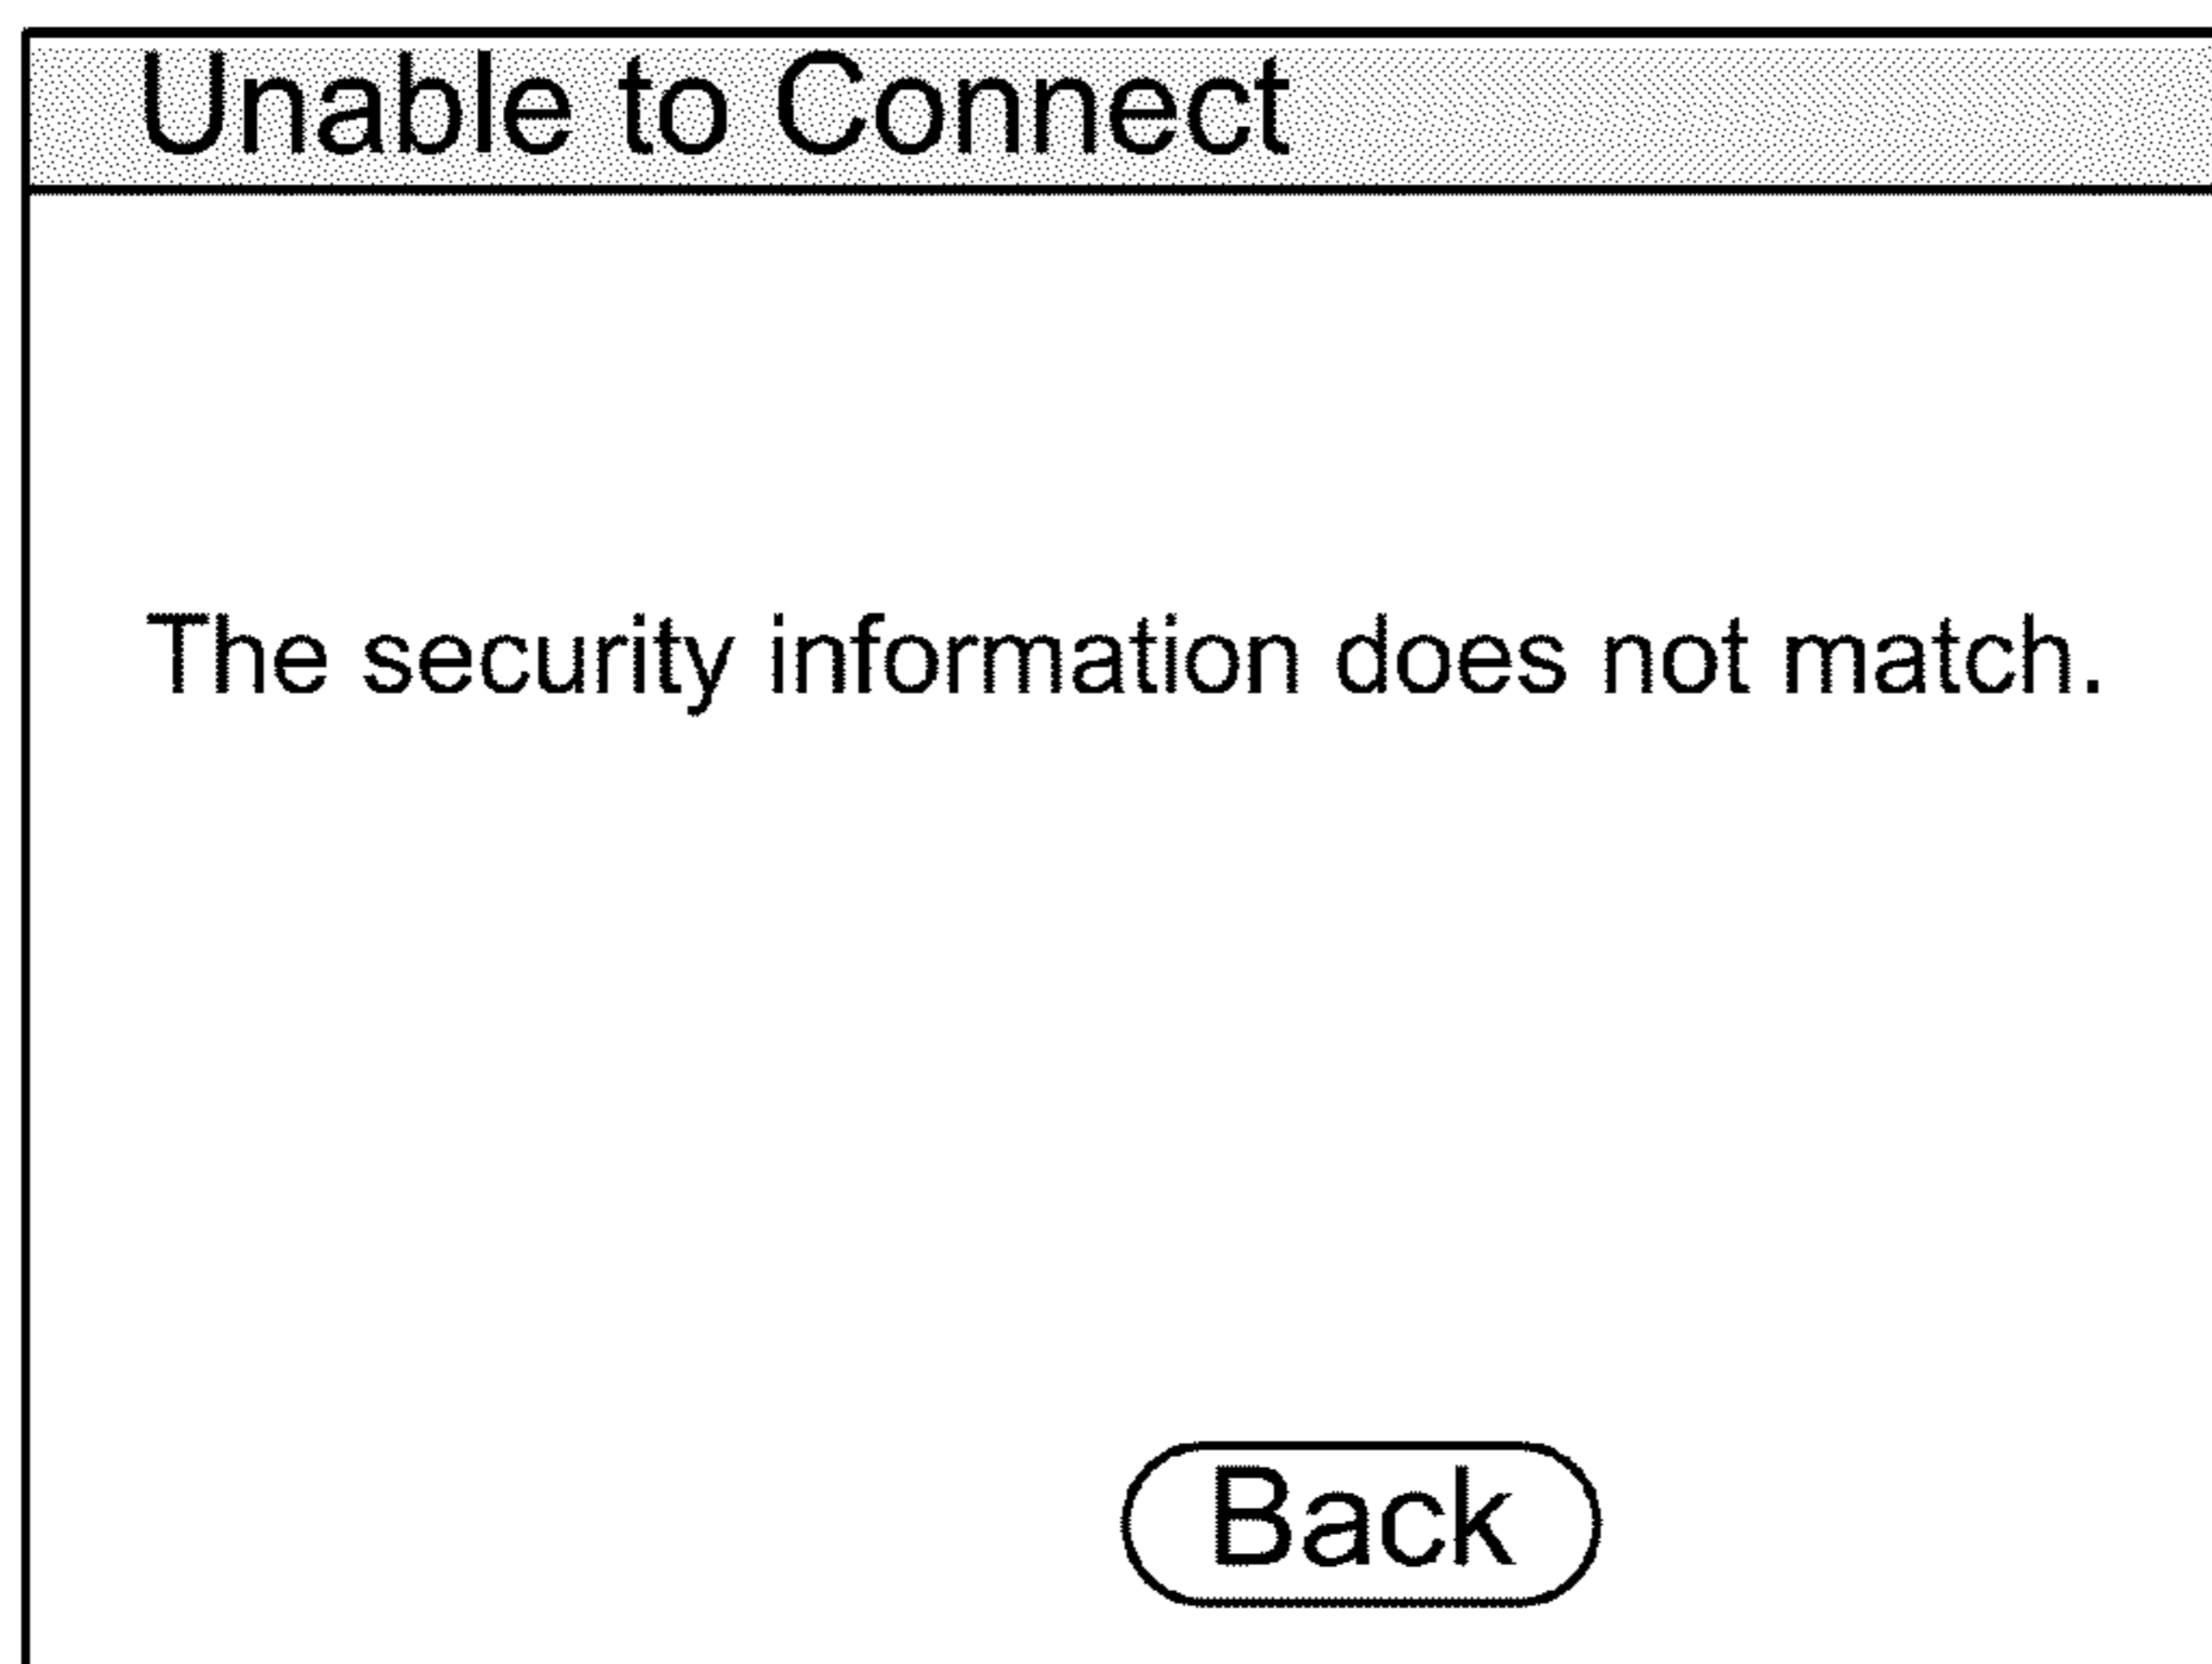 Unable to Connect
The security information does not match.
Back